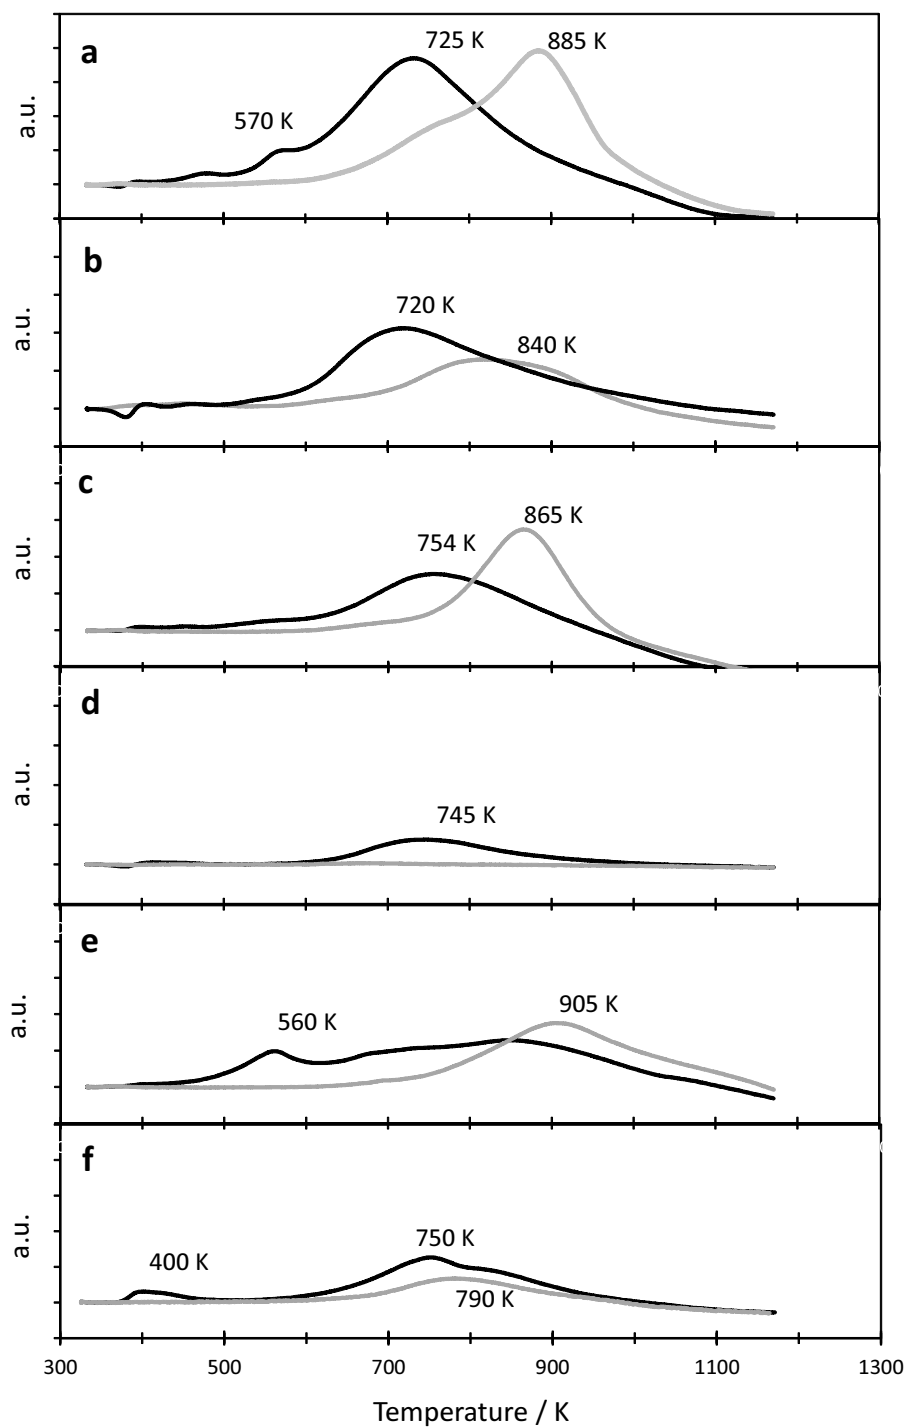 a
725 K
885 K
570 K
a.u.
b
720 K
840 K
a.u.
c
865 K
754 K
a.u.
d
745 K
a.u.
e
905 K
560 K
a.u.
f
750 K
400 K
790 K
a.u.
300 500 700 900 1100 1300
Temperature / K